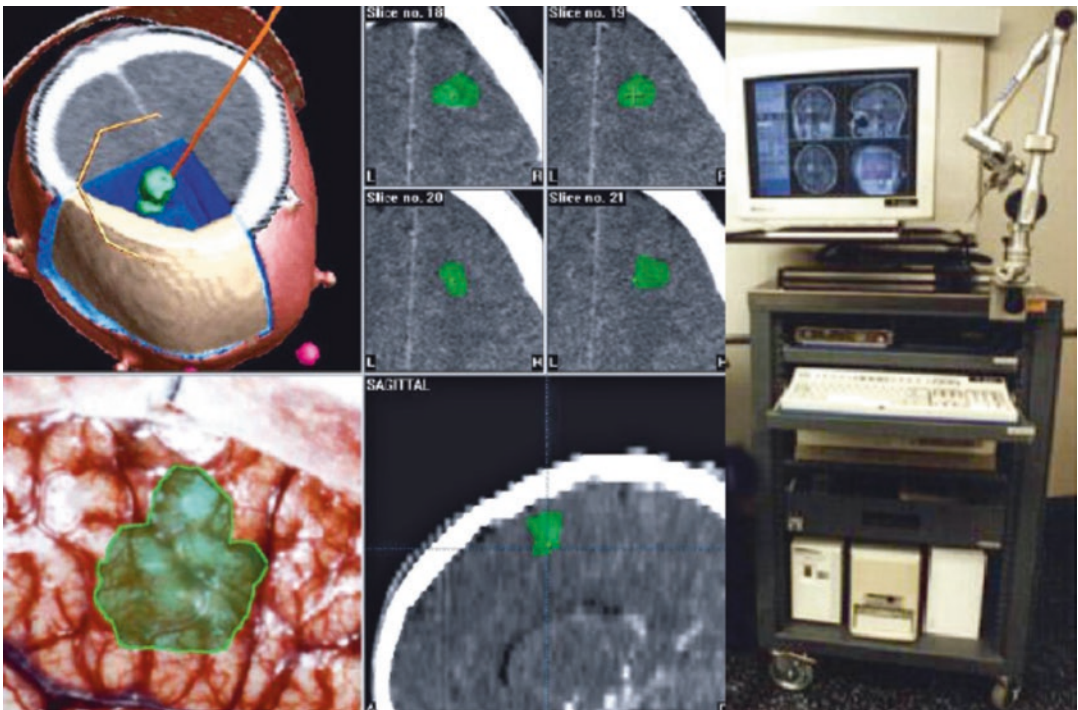 Slice no. 18
Slice no. 19
L
R
L
Slice no. 20
Slice no. 21
L
R
L
SAGITTAL